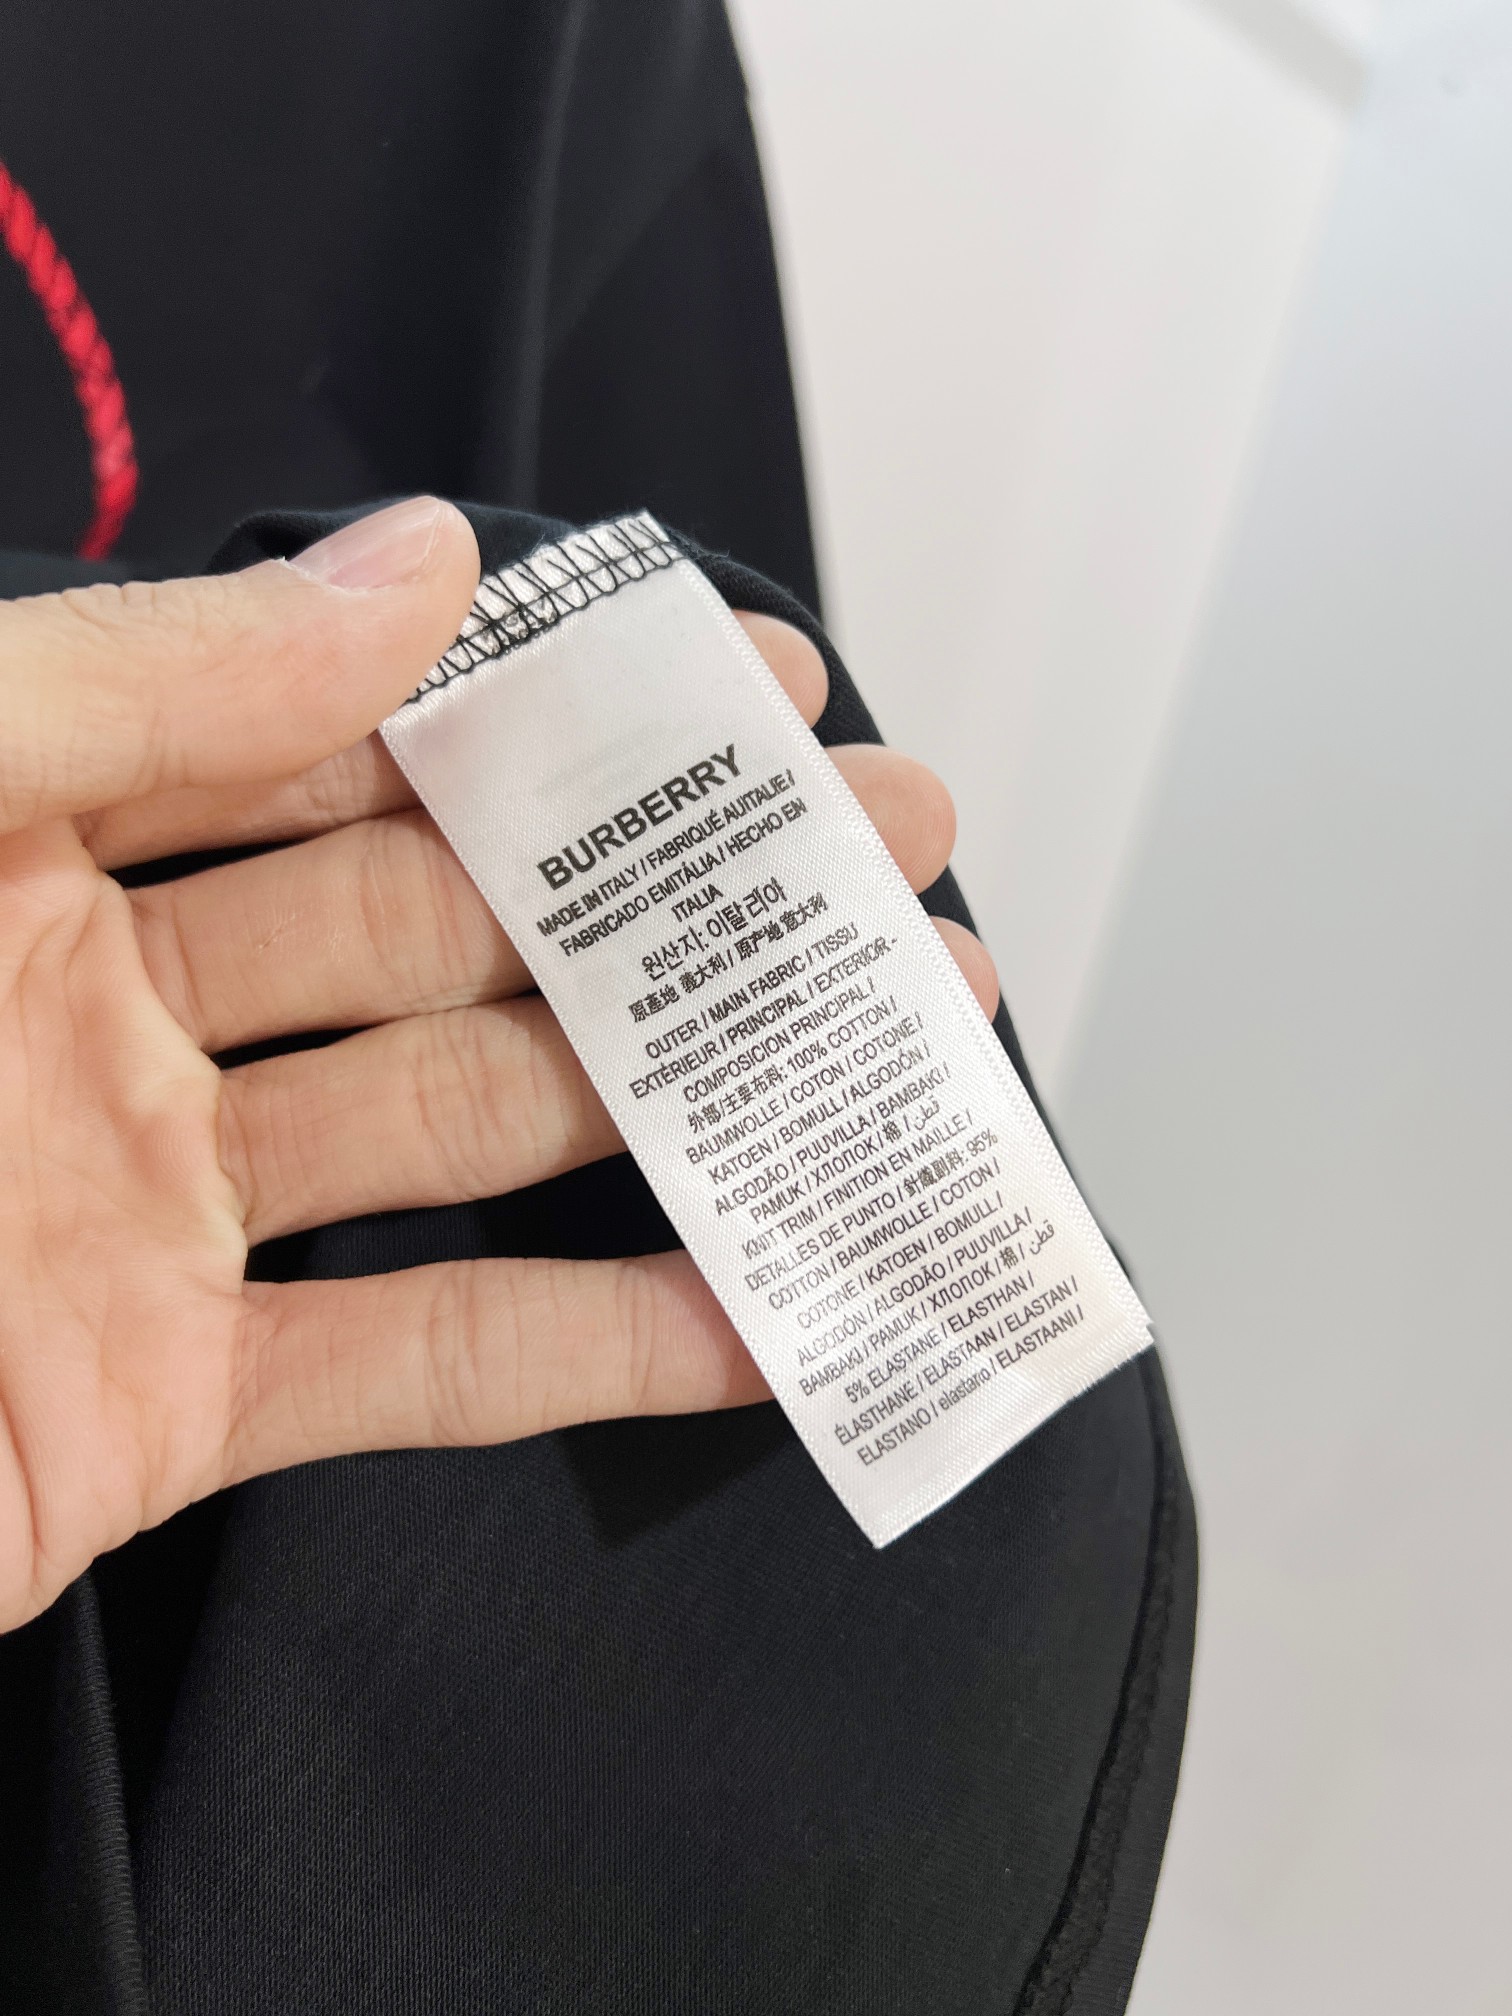 BURBERRY
MADE IN ITALY / FABRIQUÉ AUITALIE /
FABRICADO EMITÁLIA / HECHO EN
ITALIA
원산지: 이탈리아
原產地 義大利 / 原产地 意大利
OUTER / MAIN FABRIC / TISSU
EXTÉRIEUR / PRINCIPAL / EXTERIOR -
COMPOSICION PRINCIPAL /
外部/主要布料: 100% COTTON /
BAUMWOLLE / COTON / COTONE /
KATOEN / BOMULL / ALGODÓN /
ALGODÃO / PUUVILLA / BAMBAKI /
PAMUK / ХЛОПОК / 棉 / قطن
KNIT TRIM / FINITION EN MAILLE /
DETALLES DE PUNTO / 針織副料: 95%
COTTON / BAUMWOLLE / COTON /
COTONE / KATOEN / BOMULL /
ALGODÓN / ALGODÃO / PUUVILLA /
BAMBAKI / PAMUK / ХЛОПОК / 棉 / قطن
5% ELASTANE / ELASTHAN /
ÉLASTHANE / ELASTAAN / ELASTAN /
ELASTANO / elastano / ELASTAANI /